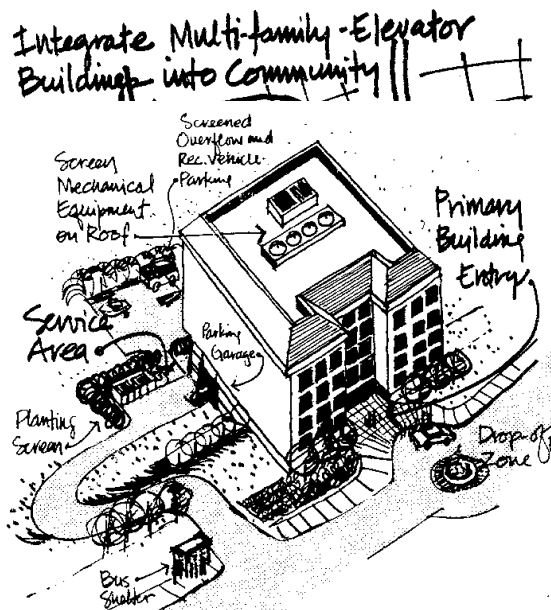 Integrate Multi-family-Elevator
Buildings into Community
Screened
Overflow and
Rec. Vehicle
Parking
Screen
Mechanical
Equipment
on Roof
Primary
Building
Entry
Service
Area
Parking
Garage
Planting
Screen
Drop-off
Zone
Bus
Shelter